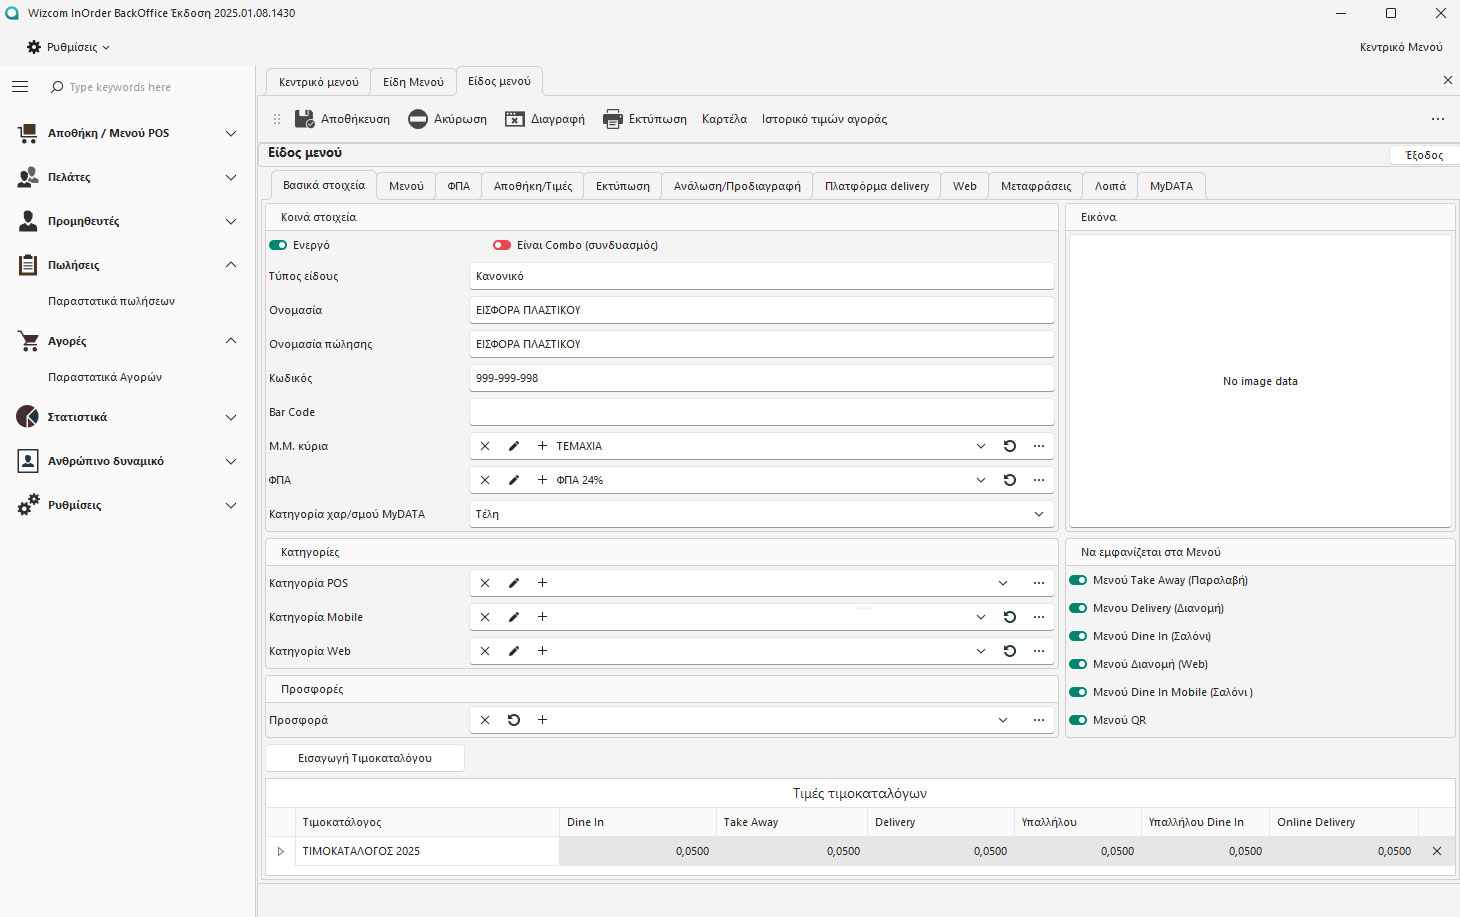 Wizcom InOrder BackOffice Έκδοση 2025.01.08.1430
Ρυθμίσεις
Κεντρικό Μενού
Type keywords here
Αποθήκη / Μενού POS
Πελάτες
Προμηθευτές
Πωλήσεις
Παραστατικά πωλήσεων
Αγορές
Παραστατικά Αγορών
Στατιστικά
Ανθρώπινο δυναμικό
Ρυθμίσεις
Κεντρικό μενού Είδη Μενού Είδος μενού
Αποθήκευση Ακύρωση Διαγραφή Εκτύπωση Καρτέλα Ιστορικό τιμών αγοράς
Είδος μενού
Έξοδος
Βασικά στοιχεία Μενού ΦΠΑ Αποθήκη/Τιμές Εκτύπωση Ανάλωση/Προδιαγραφή Πλατφόρμα delivery Web Μεταφράσεις Λοιπά MyDATA
Κοινά στοιχεία
Ενεργό Είναι Combo (συνδυασμός)
Τύπος είδους Κανονικό
Ονομασία ΕΙΣΦΟΡΑ ΠΛΑΣΤΙΚΟΥ
Ονομασία πώλησης ΕΙΣΦΟΡΑ ΠΛΑΣΤΙΚΟΥ
Κωδικός 999-999-998
Bar Code
Μ.Μ. κύρια ΤΕΜΑΧΙΑ
ΦΠΑ ΦΠΑ 24%
Κατηγορία χαρ/σμού MyDATA Τέλη
Εικόνα
No image data
Κατηγορίες
Κατηγορία POS
Κατηγορία Mobile
Κατηγορία Web
Προσφορές
Προσφορά
Να εμφανίζεται στα Μενού
Μενού Take Away (Παραλαβή)
Μενου Delivery (Διανομή)
Μενού Dine In (Σαλόνι)
Μενού Διανομή (Web)
Μενού Dine In Mobile (Σαλόνι )
Μενού QR
Εισαγωγή Τιμοκαταλόγου
Τιμές τιμοκαταλόγων
Τιμοκατάλογος Dine In Take Away Delivery Υπαλλήλου Υπαλλήλου Dine In Online Delivery
ΤΙΜΟΚΑΤΑΛΟΓΟΣ 2025 0,0500 0,0500 0,0500 0,0500 0,0500 0,0500